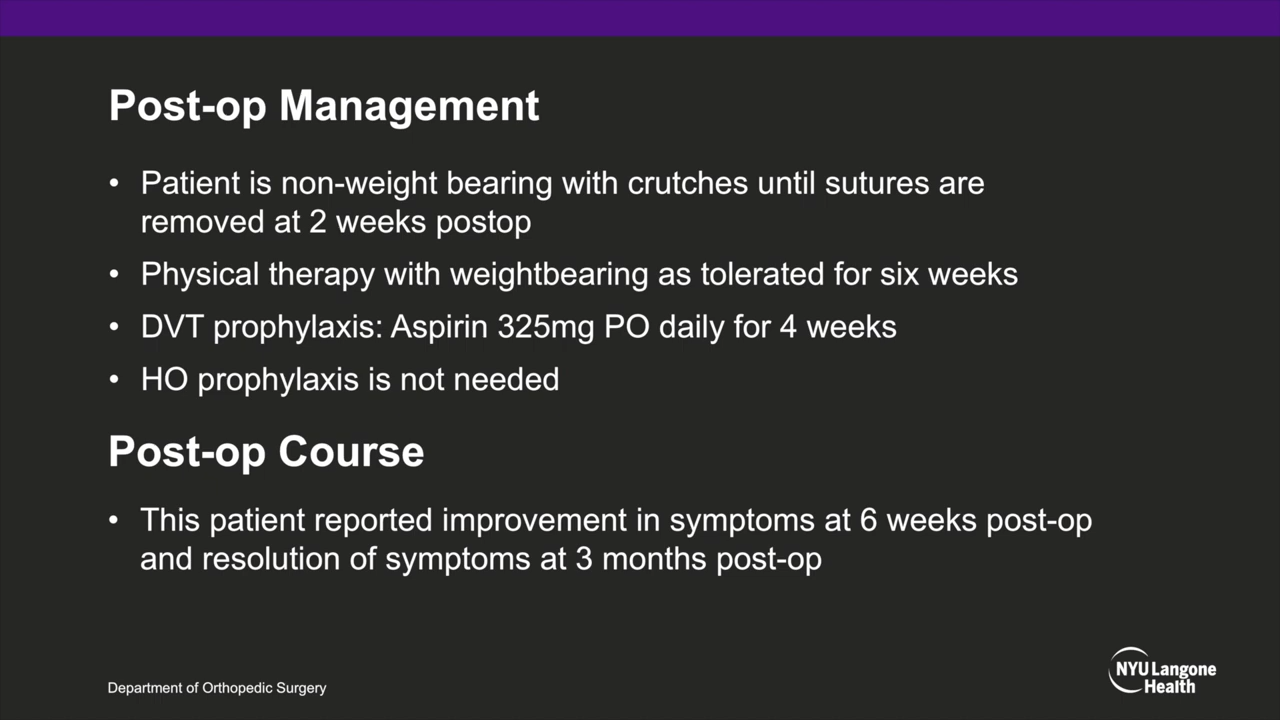 Post-op Management
• Patient is non-weight bearing with crutches until sutures are
removed at 2 weeks postop
• Physical therapy with weightbearing as tolerated for six weeks
• DVT prophylaxis: Aspirin 325mg PO daily for 4 weeks
• HO prophylaxis is not needed
Post-op Course
• This patient reported improvement in symptoms at 6 weeks post-op
and resolution of symptoms at 3 months post-op
Department of Orthopedic Surgery
NYU Langone
Health